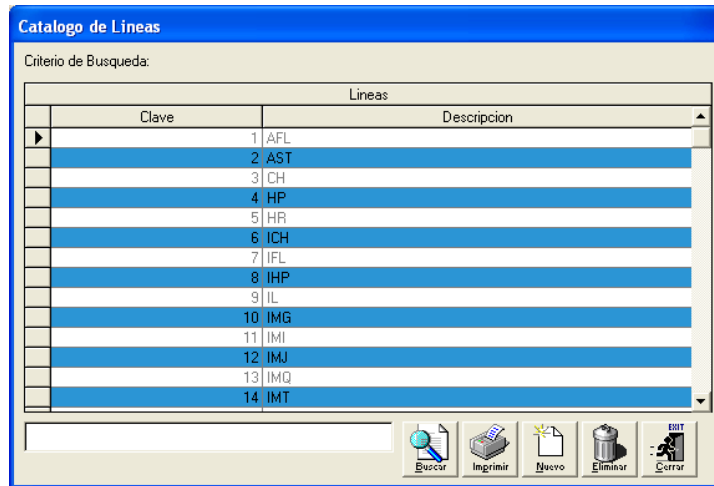 Catalogo de Lineas
Criterio de Busqueda:
Lineas
Clave Descripcion
1 AFL
2 AST
3 CH
4 HP
5 HR
6 ICH
7 IFL
8 IHP
9 IL
10 IMG
11 IMI
12 IMJ
13 IMQ
14 IMT
EXIT
Buscar Imprimir Nuevo Eliminar Cerrar